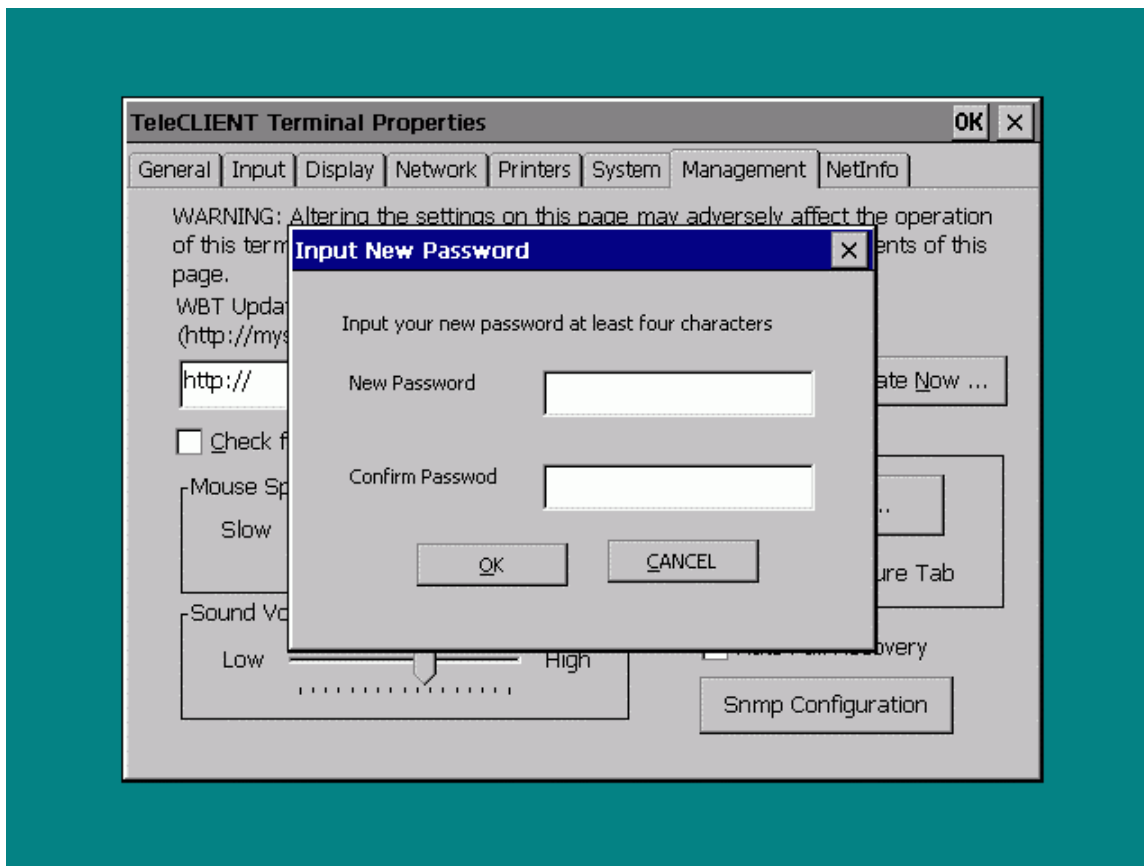 TeleCLIENT Terminal Properties OK
General Input Display Network Printers System Management NetInfo
WARNING: Altering the settings on this page may adversely affect the operation
of this term ents of this
page.
Input New Password
WBT Upda
(http://mys
Input your new password at least four characters
http://
New Password
ate Now ...
Check f
Confirm Passwod
Mouse Sp
..
Slow
OK CANCEL
ure Tab
Sound Vo
Low High
overy
Snmp Configuration